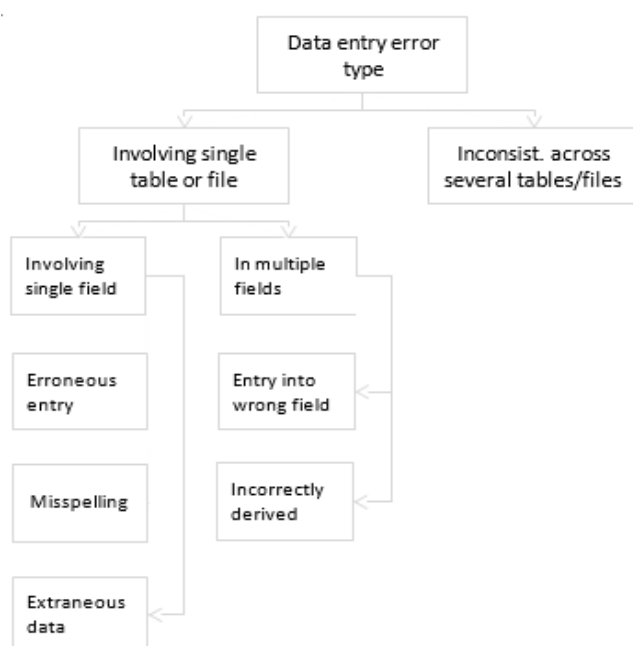 Data entry error
type
Involving single
table or file
Inconsist. across
several tables/files
Involving
single field
In multiple
fields
Erroneous
entry
Entry into
wrong field
Misspelling
Incorrectly
derived
Extraneous
data